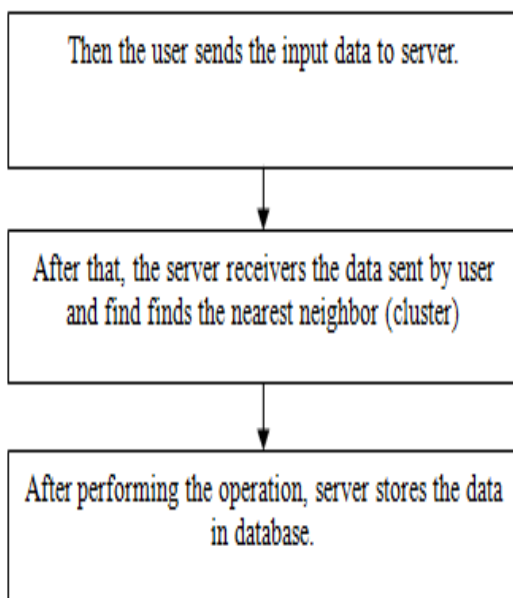 Then the user sends the input data to server.
After that, the server receivers the data sent by user
and find finds the nearest neighbor (cluster)
After performing the operation, server stores the data
in database.